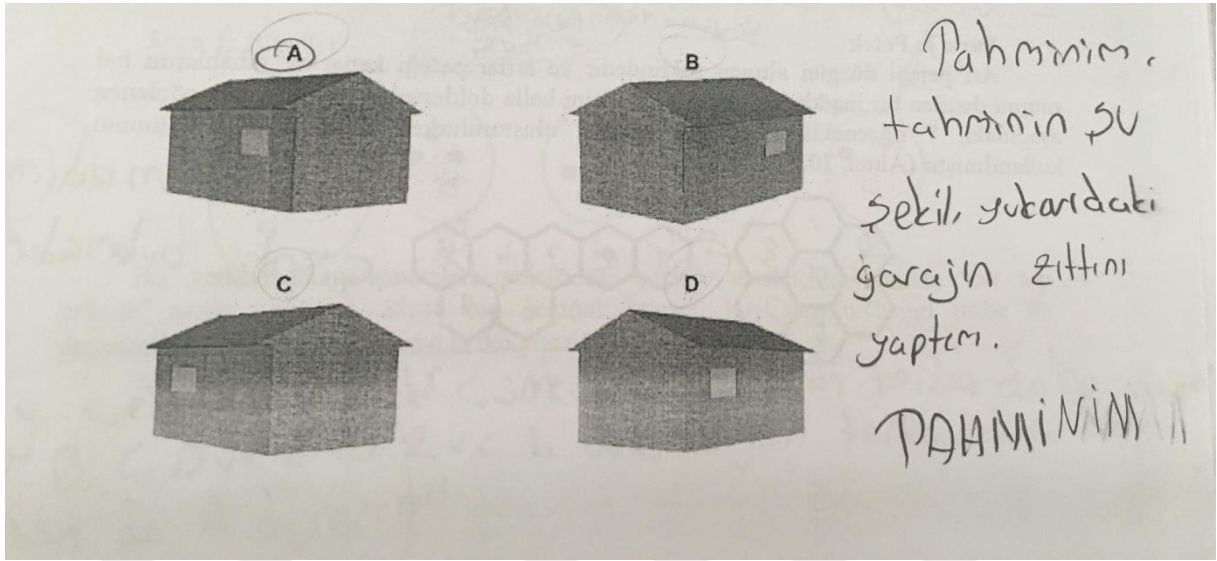 A
B
C
D
Tahminim.
tahminin şu
şekil, yukardaki
garajın zıttını
yaptım.
TAHMİNİM